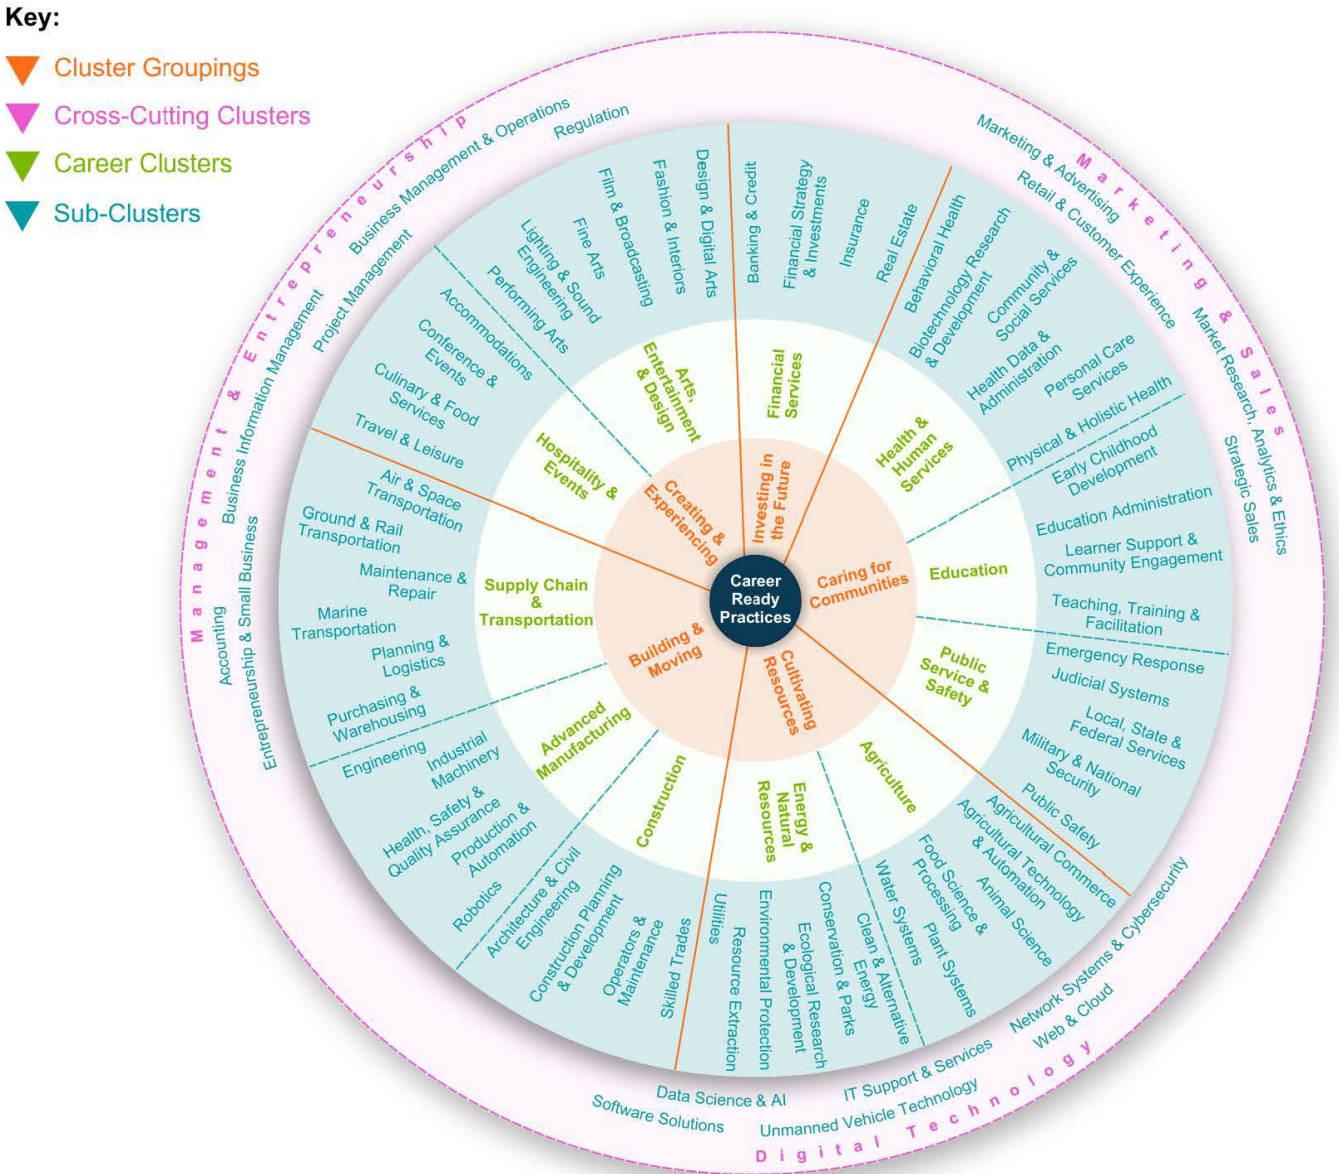 Key:
Cluster Groupings
Cross-Cutting Clusters
Career Clusters
Sub-Clusters
Career
Ready
Practices
Investing in
the Future
Caring for
Communities
Cultivating
Resources
Building &
Moving
Creating &
Experiencing
Financial
Services
Health &
Human
Services
Education
Public
Service &
Safety
Agriculture
Energy &
Natural
Resources
Construction
Advanced
Manufacturing
Supply Chain
&
Transportation
Hospitality &
Events
Arts,
Entertainment
& Design
Banking & Credit
Financial Strategy
& Investments
Insurance
Real Estate
Behavioral Health
Biotechnology Research
& Development
Community &
Social Services
Health Data &
Administration
Personal Care
Services
Physical & Holistic Health
Early Childhood
Development
Education Administration
Learner Support &
Community Engagement
Teaching, Training &
Facilitation
Emergency Response
Judicial Systems
Local, State &
Federal Services
Military & National
Security
Public Safety
Agricultural Commerce
Agricultural Technology
& Automation
Animal Science
Food Science &
Processing
Plant Systems
Water Systems
Clean & Alternative
Energy
Conservation & Parks
Ecological Research
& Development
Environmental Protection
Resource Extraction
Utilities
Skilled Trades
Operators &
Maintenance
Construction Planning
& Development
Architecture & Civil
Engineering
Robotics
Production &
Automation
Health, Safety &
Quality Assurance
Industrial
Machinery
Engineering
Purchasing &
Warehousing
Planning &
Logistics
Marine
Transportation
Maintenance &
Repair
Ground & Rail
Transportation
Air & Space
Transportation
Travel & Leisure
Culinary & Food
Services
Conference &
Events
Accommodations
Performing Arts
Lighting & Sound
Engineering
Fine Arts
Film & Broadcasting
Fashion & Interiors
Design & Digital Arts
Marketing & Sales
Marketing & Advertising
Retail & Customer Experience
Market Research, Analytics & Ethics
Strategic Sales
Digital Technology
Network Systems & Cybersecurity
Web & Cloud
IT Support & Services
Unmanned Vehicle Technology
Data Science & AI
Software Solutions
Management & Entrepreneurship
Entrepreneurship & Small Business
Accounting
Business Information Management
Project Management
Business Management & Operations
Regulation